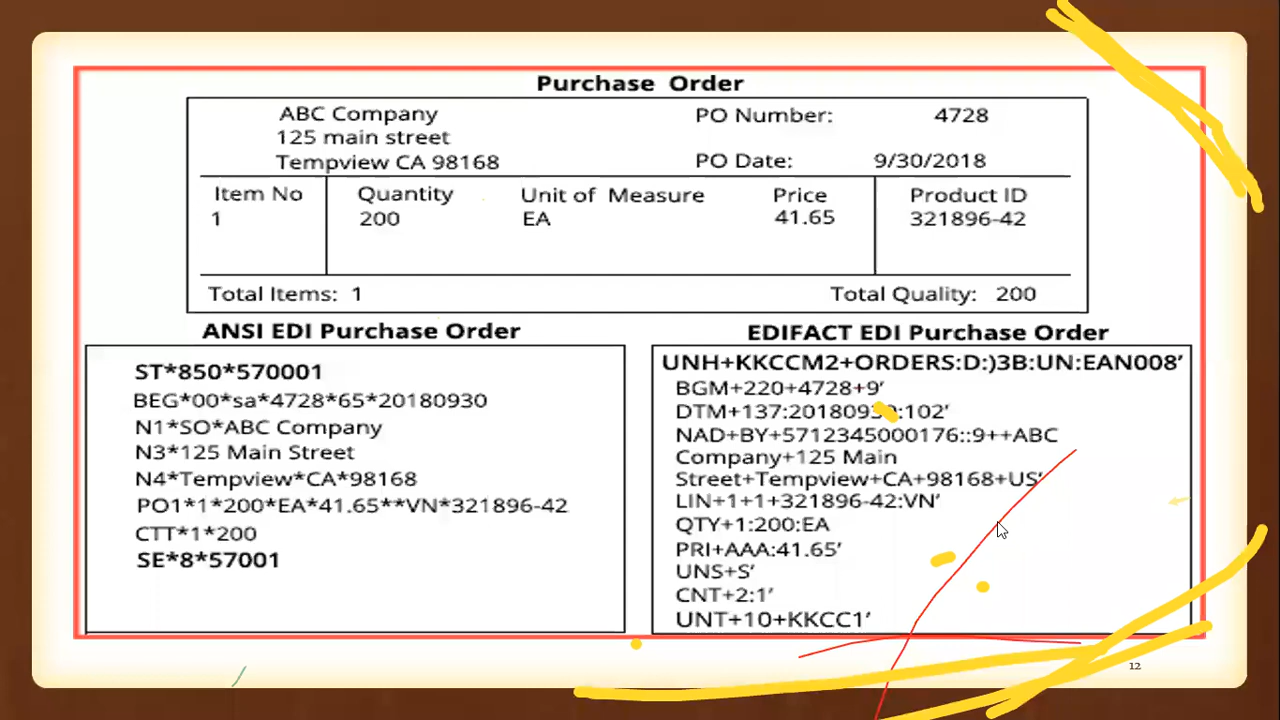 Purchase Order
ABC Company
125 main street
Tempview CA 98168
PO Number: 4728
PO Date: 9/30/2018
Item No Quantity Unit of Measure Price Product ID
1 200 EA 41.65 321896-42
Total Items: 1 Total Quality: 200
ANSI EDI Purchase Order
ST*850*570001
BEG*00*sa*4728*65*20180930
N1*SO*ABC Company
N3*125 Main Street
N4*Tempview*CA*98168
PO1*1*200*EA*41.65**VN*321896-42
CTT*1*200
SE*8*57001
EDIFACT EDI Purchase Order
UNH+KKCCM2+ORDERS:D:)3B:UN:EAN008’
BGM+220+4728+9’
DTM+137:20180930:102’
NAD+BY+5712345000176::9++ABC
Company+125 Main
Street+Tempview+CA+98168+US’
LIN+1+1+321896-42:VN’
QTY+1:200:EA
PRI+AAA:41.65’
UNS+S’
CNT+2:1’
UNT+10+KKCC1’
12